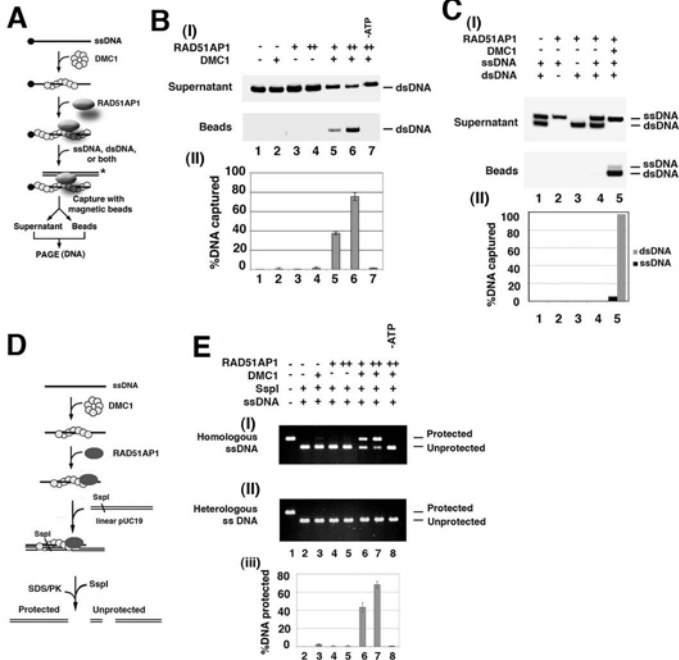 A
ssDNA
DMC1
RAD51AP1
ssDNA, dsDNA,
or both
*
Capture with
magnetic beads
Supernatant Beads
PAGE (DNA)
B
(I)
-ATP
RAD51AP1 - - + ++ + ++ ++
DMC1 - + - - + + +
Supernatant dsDNA
Beads dsDNA
1 2 3 4 5 6 7
(II)
%DNA captured
100
80
60
40
20
0
1 2 3 4 5 6 7
C
(I)
RAD51AP1 - + + + +
DMC1 - - - - +
ssDNA + + - + +
dsDNA + - + + +
Supernatant
ssDNA
dsDNA
Beads
ssDNA
dsDNA
1 2 3 4 5
(II)
%DNA captured
100
80
60
40
20
0
dsDNA
ssDNA
1 2 3 4 5
D
ssDNA
DMC1
RAD51AP1
SspI
linear pUC19
SspI
SDS/PK SspI
Protected Unprotected
E
-ATP
RAD51AP1 - - - + ++ + ++ ++
DMC1 - - + - - + + +
SspI - + + + + + + +
ssDNA - + + + + + + +
(I)
Homologous
ssDNA
Protected
Unprotected
(II)
Heterologous
ss DNA
Protected
Unprotected
1 2 3 4 5 6 7 8
(iii)
%DNA protected
80
60
40
20
0
2 3 4 5 6 7 8